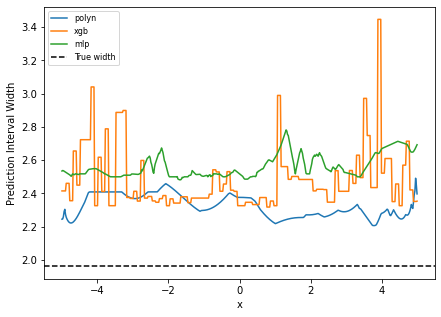 polyn
xgb
mlp
True width
Prediction Interval Width
3.4
3.2
3.0
2.8
2.6
2.4
2.2
2.0
−4
−2
0
2
4
x